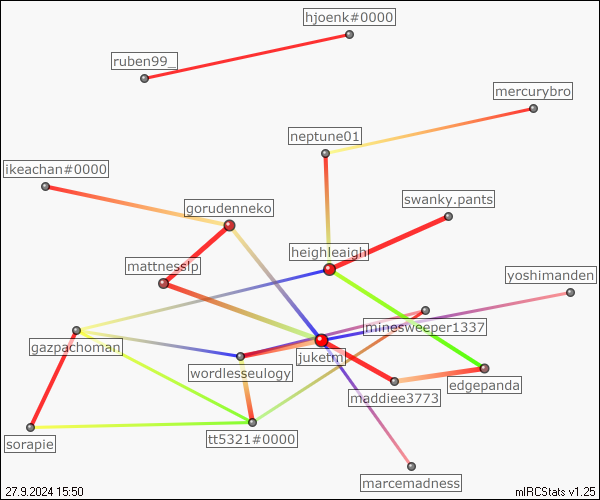 hjoenk#0000
ruben99_
mercurybro
neptune01
ikeachan#0000
swanky.pants
gorudenneko
heighleaigh
mattnesslp
yoshimanden
minesweeper1337
gazpachoman
juketm
wordlesseulogy
edgepanda
maddiee3773
tt5321#0000
sorapie
marcemadness
27.9.2024 15:50
mIRCStats v1.25